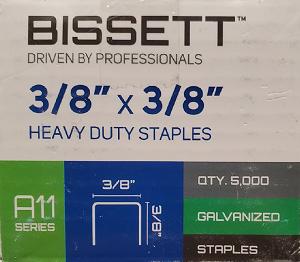 BISSETT™
DRIVEN BY PROFESSIONALS
3/8" x 3/8"
HEAVY DUTY STAPLES
A11
SERIES
3/8"
3/8"
QTY. 5,000
GALVANIZED
STAPLES